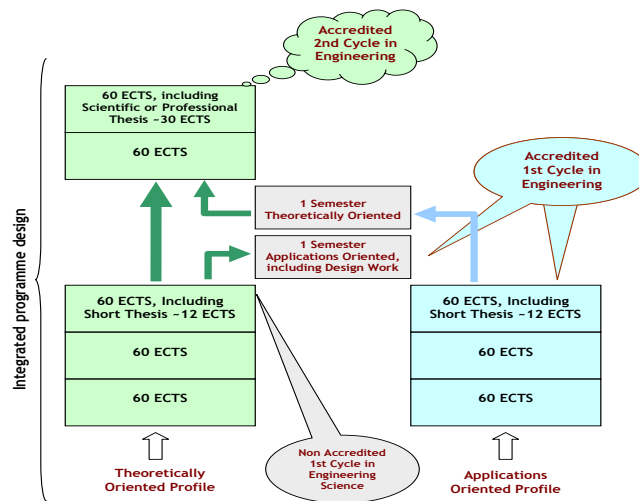 Accredited
2nd Cycle in
Engineering
60 ECTS, including
Scientific or Professional
Thesis ~30 ECTS
60 ECTS
Accredited
1st Cycle in
Engineering
1 Semester
Theoretically Oriented
1 Semester
Applications Oriented,
including Design Work
Integrated programme design
60 ECTS, Including
Short Thesis ~12 ECTS
60 ECTS
60 ECTS
60 ECTS, Including
Short Thesis ~12 ECTS
60 ECTS
60 ECTS
Non Accredited
1st Cycle in
Engineering
Science
Theoretically
Oriented Profile
Applications
Oriented Profile